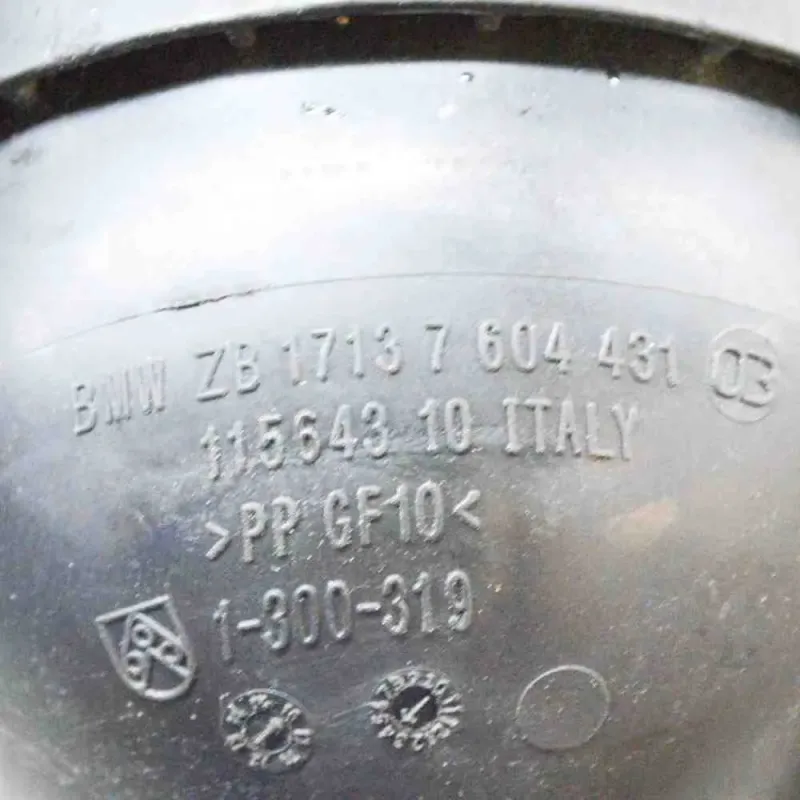 BMW ZB 1713 7 604 431 03
115643 10 ITALY
>PP GF10<
1-300-319